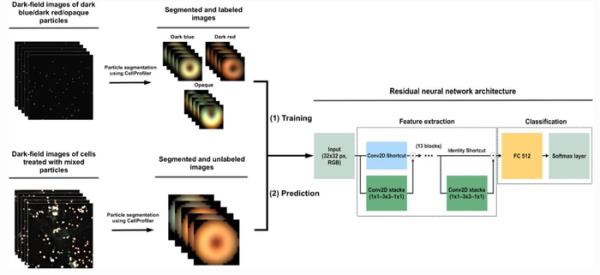 Dark-field images of dark
blue/dark red/opaque
particles
Particle segmentation
using CellProfiler
Segmented and labeled
images
Dark blue
Dark red
Opaque
(1) Training
Dark-field images of cells
treated with mixed
particles
Particle segmentation
using CellProfiler
Segmented and unlabeled
images
(2) Prediction
Residual neural network architecture
Feature extraction
Classification
Input
(32x32 px,
RGB)
Conv2D Shortcut
(13 blocks)
Identity Shortcut
Conv2D stacks
(1x1–3x3–1x1)
Conv2D stacks
(1x1–3x3–1x1)
FC 512
Softmax layer